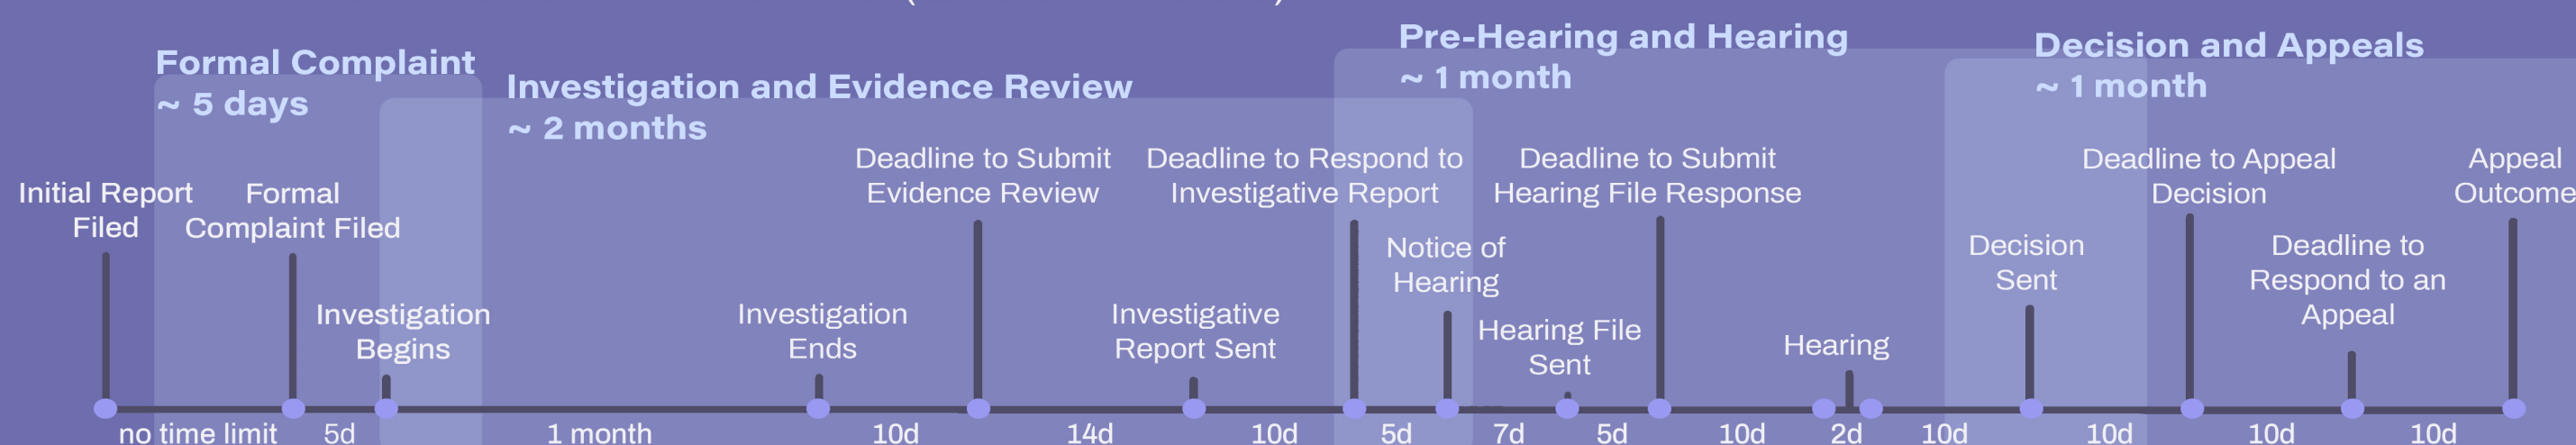 Formal Complaint
~ 5 days
Investigation and Evidence Review
~ 2 months
Pre-Hearing and Hearing
~ 1 month
Decision and Appeals
~ 1 month
Initial Report
Filed
Formal
Complaint Filed
Investigation
Begins
Investigation
Ends
Deadline to Submit
Evidence Review
Investigative
Report Sent
Deadline to Respond to
Investigative Report
Notice of
Hearing
Hearing File
Sent
Deadline to Submit
Hearing File Response
Hearing
Decision
Sent
Deadline to Appeal
Decision
Deadline to
Respond to an
Appeal
Appeal
Outcome
no time limit 5d 1 month 10d 14d 10d 5d 7d 5d 10d 2d 10d 10d 10d 10d